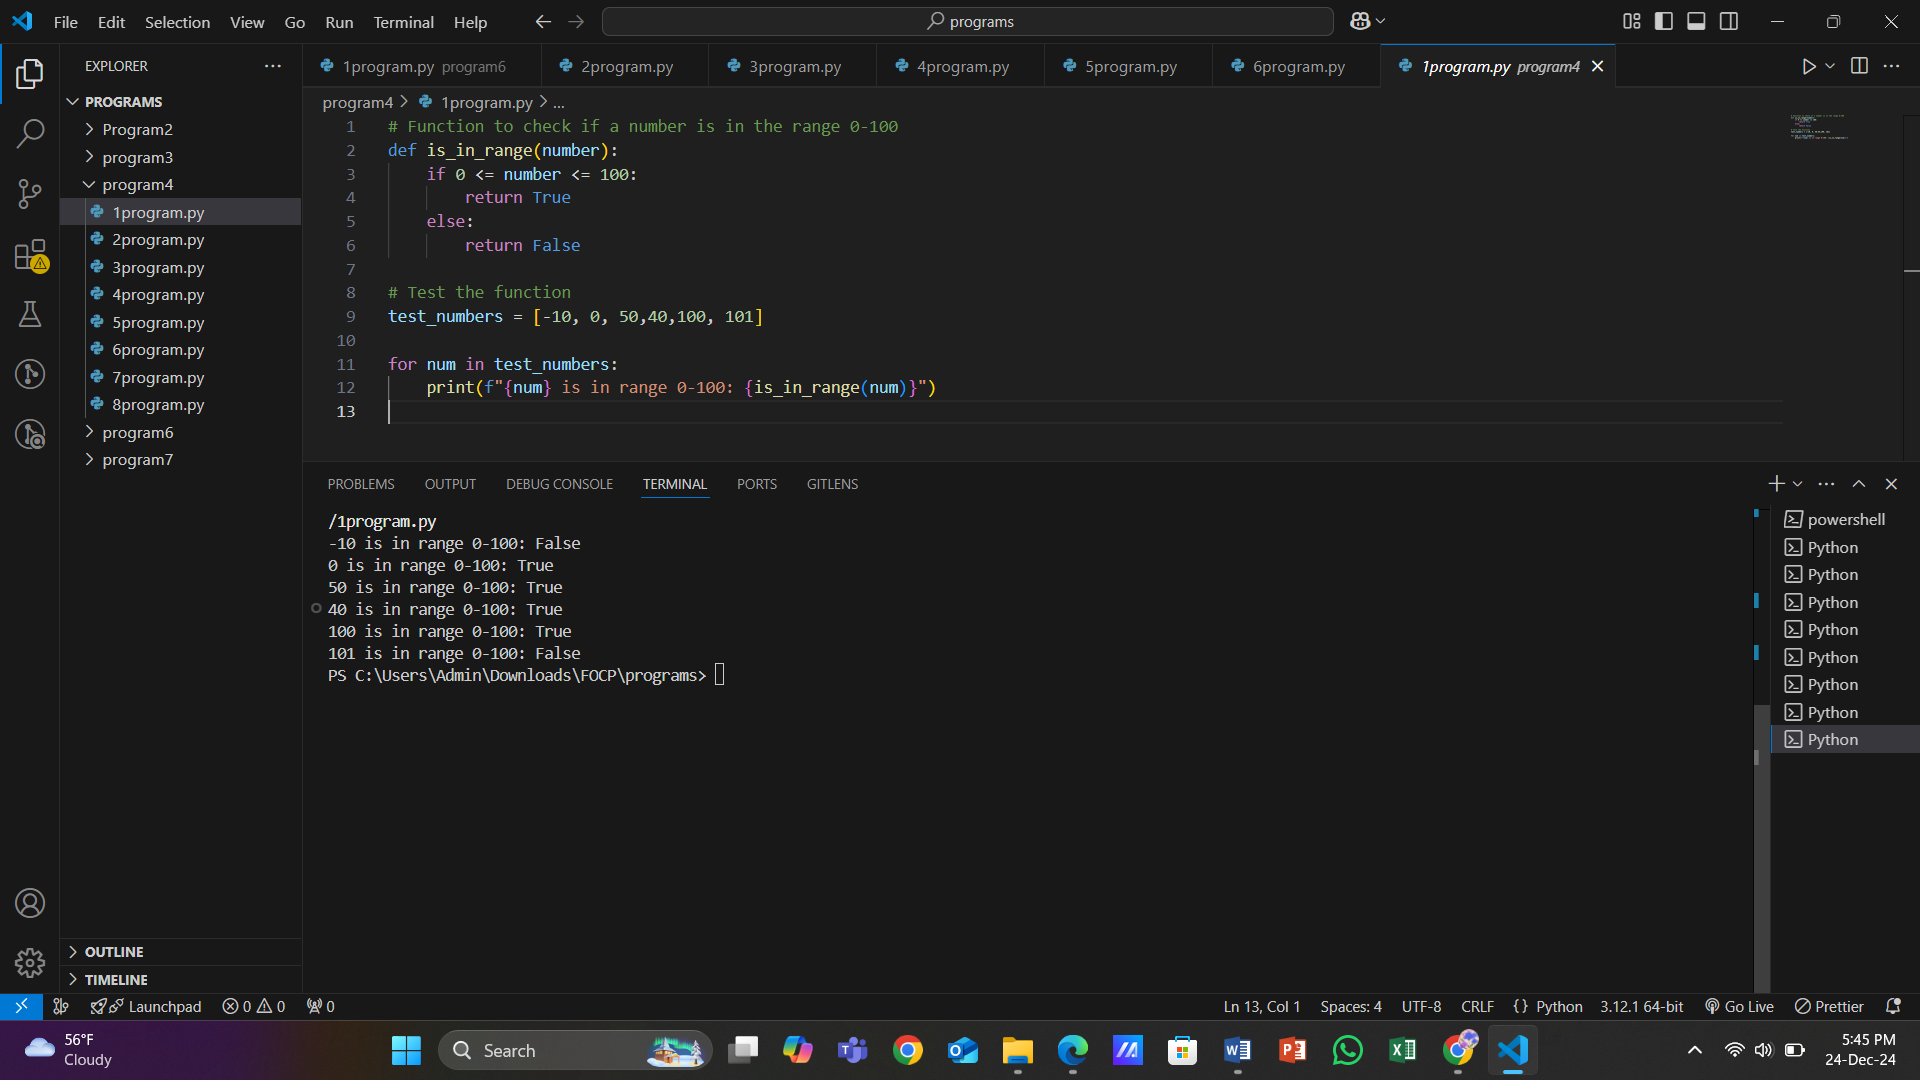 File Edit Selection View Go Run Terminal Help
programs
EXPLORER
PROGRAMS
Program2
program3
program4
1program.py
2program.py
3program.py
4program.py
5program.py
6program.py
7program.py
8program.py
program6
program7
OUTLINE
TIMELINE
1program.py program6 2program.py 3program.py 4program.py 5program.py 6program.py 1program.py program4
program4 > 1program.py > ...
1 # Function to check if a number is in the range 0-100
2 def is_in_range(number):
3     if 0 <= number <= 100:
4         return True
5     else:
6         return False
7
8 # Test the function
9 test_numbers = [-10, 0, 50,40,100, 101]
10
11 for num in test_numbers:
12     print(f"{num} is in range 0-100: {is_in_range(num)}")
13
PROBLEMS OUTPUT DEBUG CONSOLE TERMINAL PORTS GITLENS
/1program.py
-10 is in range 0-100: False
0 is in range 0-100: True
50 is in range 0-100: True
40 is in range 0-100: True
100 is in range 0-100: True
101 is in range 0-100: False
PS C:\Users\Admin\Downloads\FOCP\programs>
powershell
Python
Python
Python
Python
Python
Python
Python
Python
Launchpad 0 0 0 Ln 13, Col 1 Spaces: 4 UTF-8 CRLF {} Python 3.12.1 64-bit Go Live Prettier
56°F
Cloudy
Search
5:45 PM
24-Dec-24